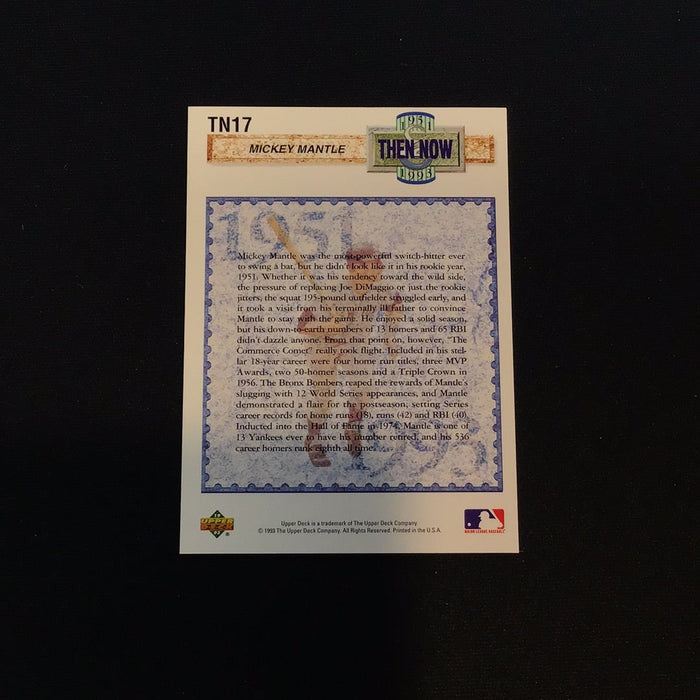 TN17
MICKEY MANTLE
1951
THEN NOW
1993
1951
Mickey Mantle was the most powerful switch-hitter ever
to swing a bat, but he didn't look like it in his rookie year,
1951. Whether it was his tendency toward the wild side,
the pressure of replacing Joe DiMaggio or just the rookie
jitters, the squat 195-pound outfielder struggled early, and
it took a visit from his terminally ill father to convince
Mantle to stay with the game. He enjoyed a solid season,
but his down-to-earth numbers of 13 homers and 65 RBI
didn't dazzle anyone. From that point on, however, "The
Commerce Comet" really took flight. Included in his stel-
lar 18-year career were four home run titles, three MVP
Awards, two 50-homer seasons and a Triple Crown in
1956. The Bronx Bombers reaped the rewards of Mantle's
slugging with 12 World Series appearances, and Mantle
demonstrated a flair for the postseason, setting Series
career records for home runs (18), runs (42) and RBI (40).
Inducted into the Hall of Fame in 1974, Mantle is one of
13 Yankees ever to have his number retired, and his 536
career homers rank eighth all time.
1993
UPPER DECK
Upper Deck is a trademark of The Upper Deck Company.
© 1993 The Upper Deck Company. All Rights Reserved. Printed in the U.S.A.
MAJOR LEAGUE BASEBALL